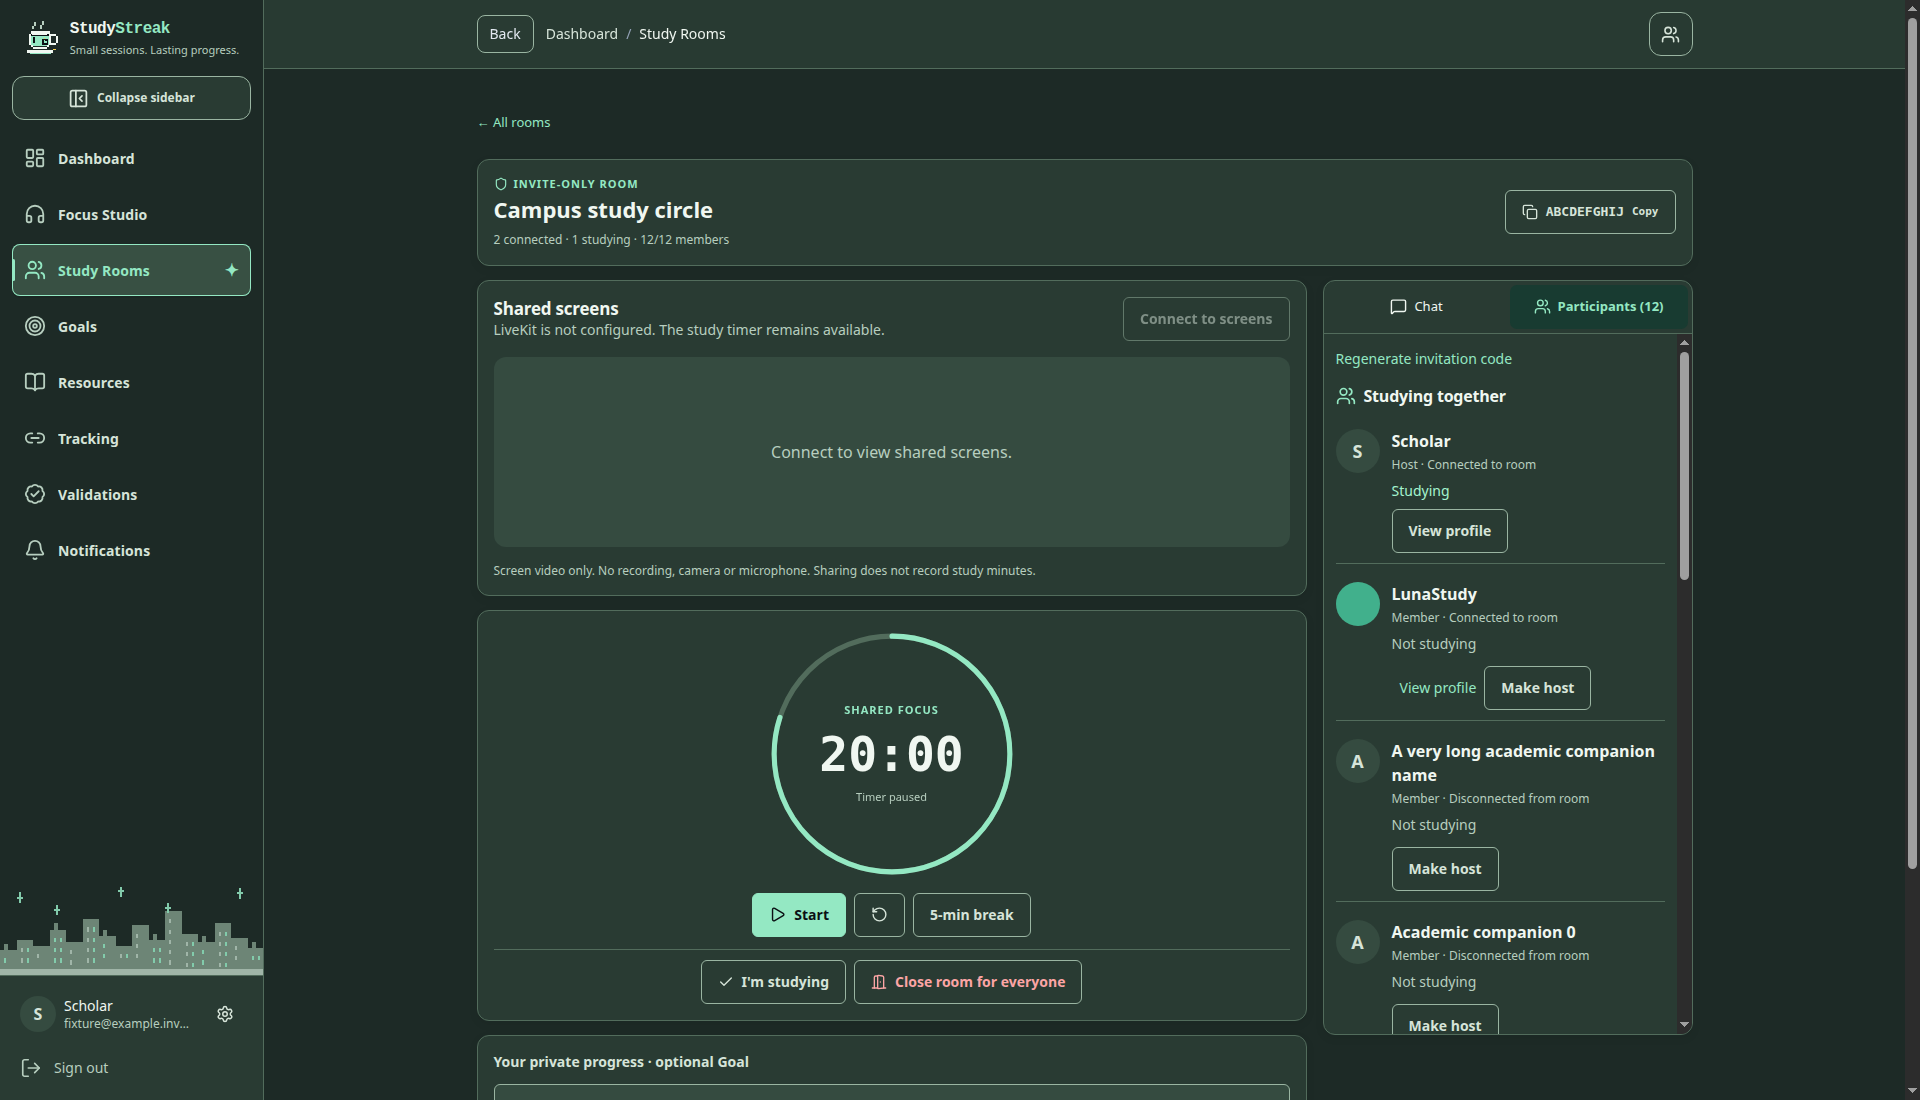 StudyStreak
Small sessions. Lasting progress.
Collapse sidebar
Dashboard
Focus Studio
Study Rooms
Goals
Resources
Tracking
Validations
Notifications
S
Scholar
fixture@example.inv...
Sign out
Back
Dashboard / Study Rooms
← All rooms
INVITE-ONLY ROOM
Campus study circle
2 connected · 1 studying · 12/12 members
ABCDEFGHIJ Copy
Shared screens
LiveKit is not configured. The study timer remains available.
Connect to screens
Connect to view shared screens.
Screen video only. No recording, camera or microphone. Sharing does not record study minutes.
SHARED FOCUS
20:00
Timer paused
Start
5-min break
I'm studying
Close room for everyone
Your private progress · optional Goal
Chat
Participants (12)
Regenerate invitation code
Studying together
S
Scholar
Host · Connected to room
Studying
View profile
LunaStudy
Member · Connected to room
Not studying
View profile
Make host
A
A very long academic companion
name
Member · Disconnected from room
Not studying
Make host
A
Academic companion 0
Member · Disconnected from room
Not studying
Make host